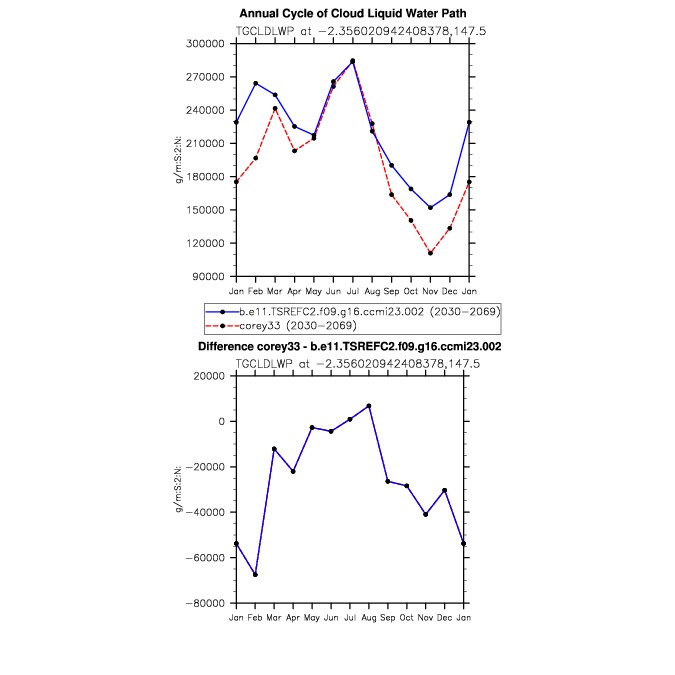 Annual Cycle of Cloud Liquid Water Path
TGCLDLWP at −2.356020942408378,147.5
300000
270000
240000
210000
180000
150000
120000
90000
g/m:S:2:N:
Jan Feb Mar Apr May Jun Jul Aug Sep Oct Nov Dec Jan
b.e11.TSREFC2.f09.g16.ccmi23.002 (2030−2069)
corey33 (2030−2069)
Difference corey33 - b.e11.TSREFC2.f09.g16.ccmi23.002
TGCLDLWP at −2.356020942408378,147.5
20000
0
−20000
−40000
−60000
−80000
g/m:S:2:N:
Jan Feb Mar Apr May Jun Jul Aug Sep Oct Nov Dec Jan